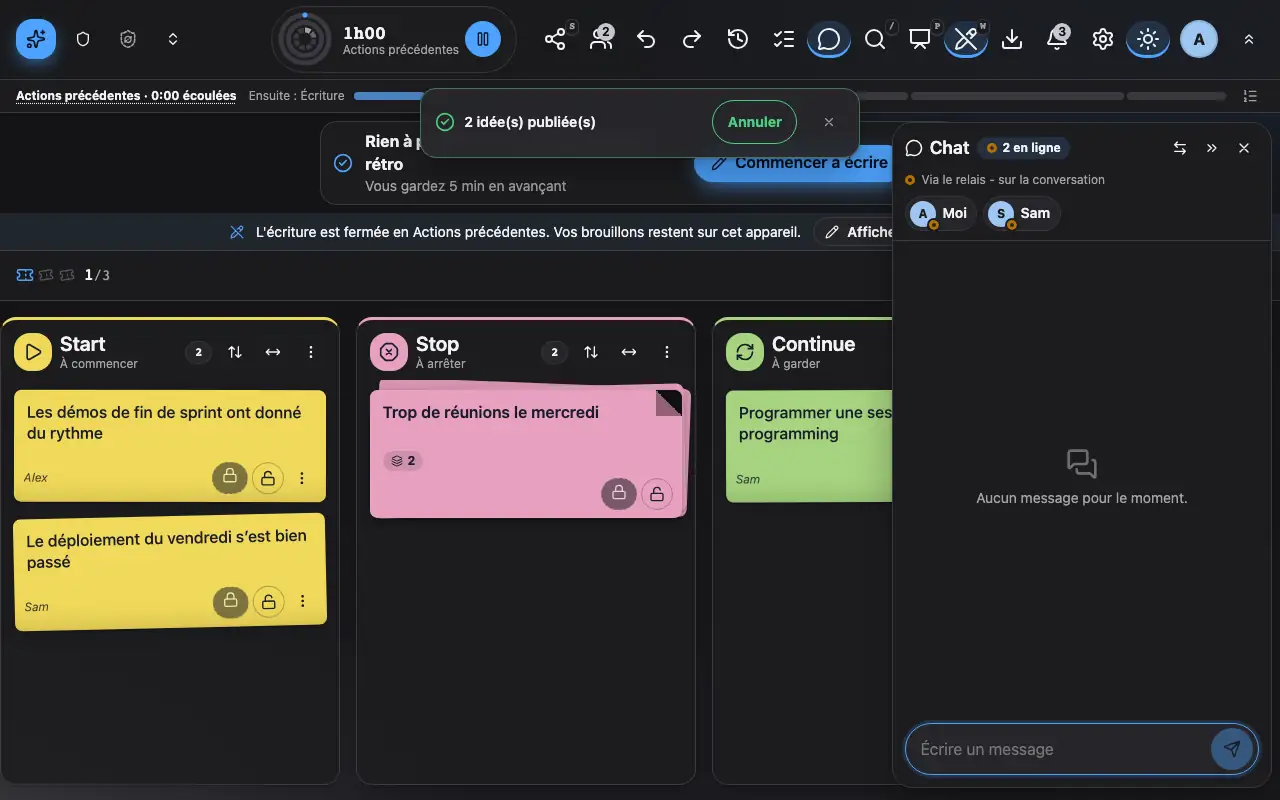 1h00
Actions précédentes
S
2
/
P
W
3
A
Actions précédentes · 0:00 écoulées
Ensuite : Écriture
2 idée(s) publiée(s)
Annuler
Rien à
rétro
Vous gardez 5 min en avançant
Commencer à écrire
L'écriture est fermée en Actions précédentes. Vos brouillons restent sur cet appareil.
Affiche
1/3
Start
À commencer
2
Les démos de fin de sprint ont donné
du rythme
Alex
Le déploiement du vendredi s’est bien
passé
Sam
Stop
À arrêter
2
Trop de réunions le mercredi
2
Continue
À garder
Programmer une ses
programming
Sam
Chat
2 en ligne
Via le relais - sur la conversation
A
Moi
S
Sam
Aucun message pour le moment.
Écrire un message